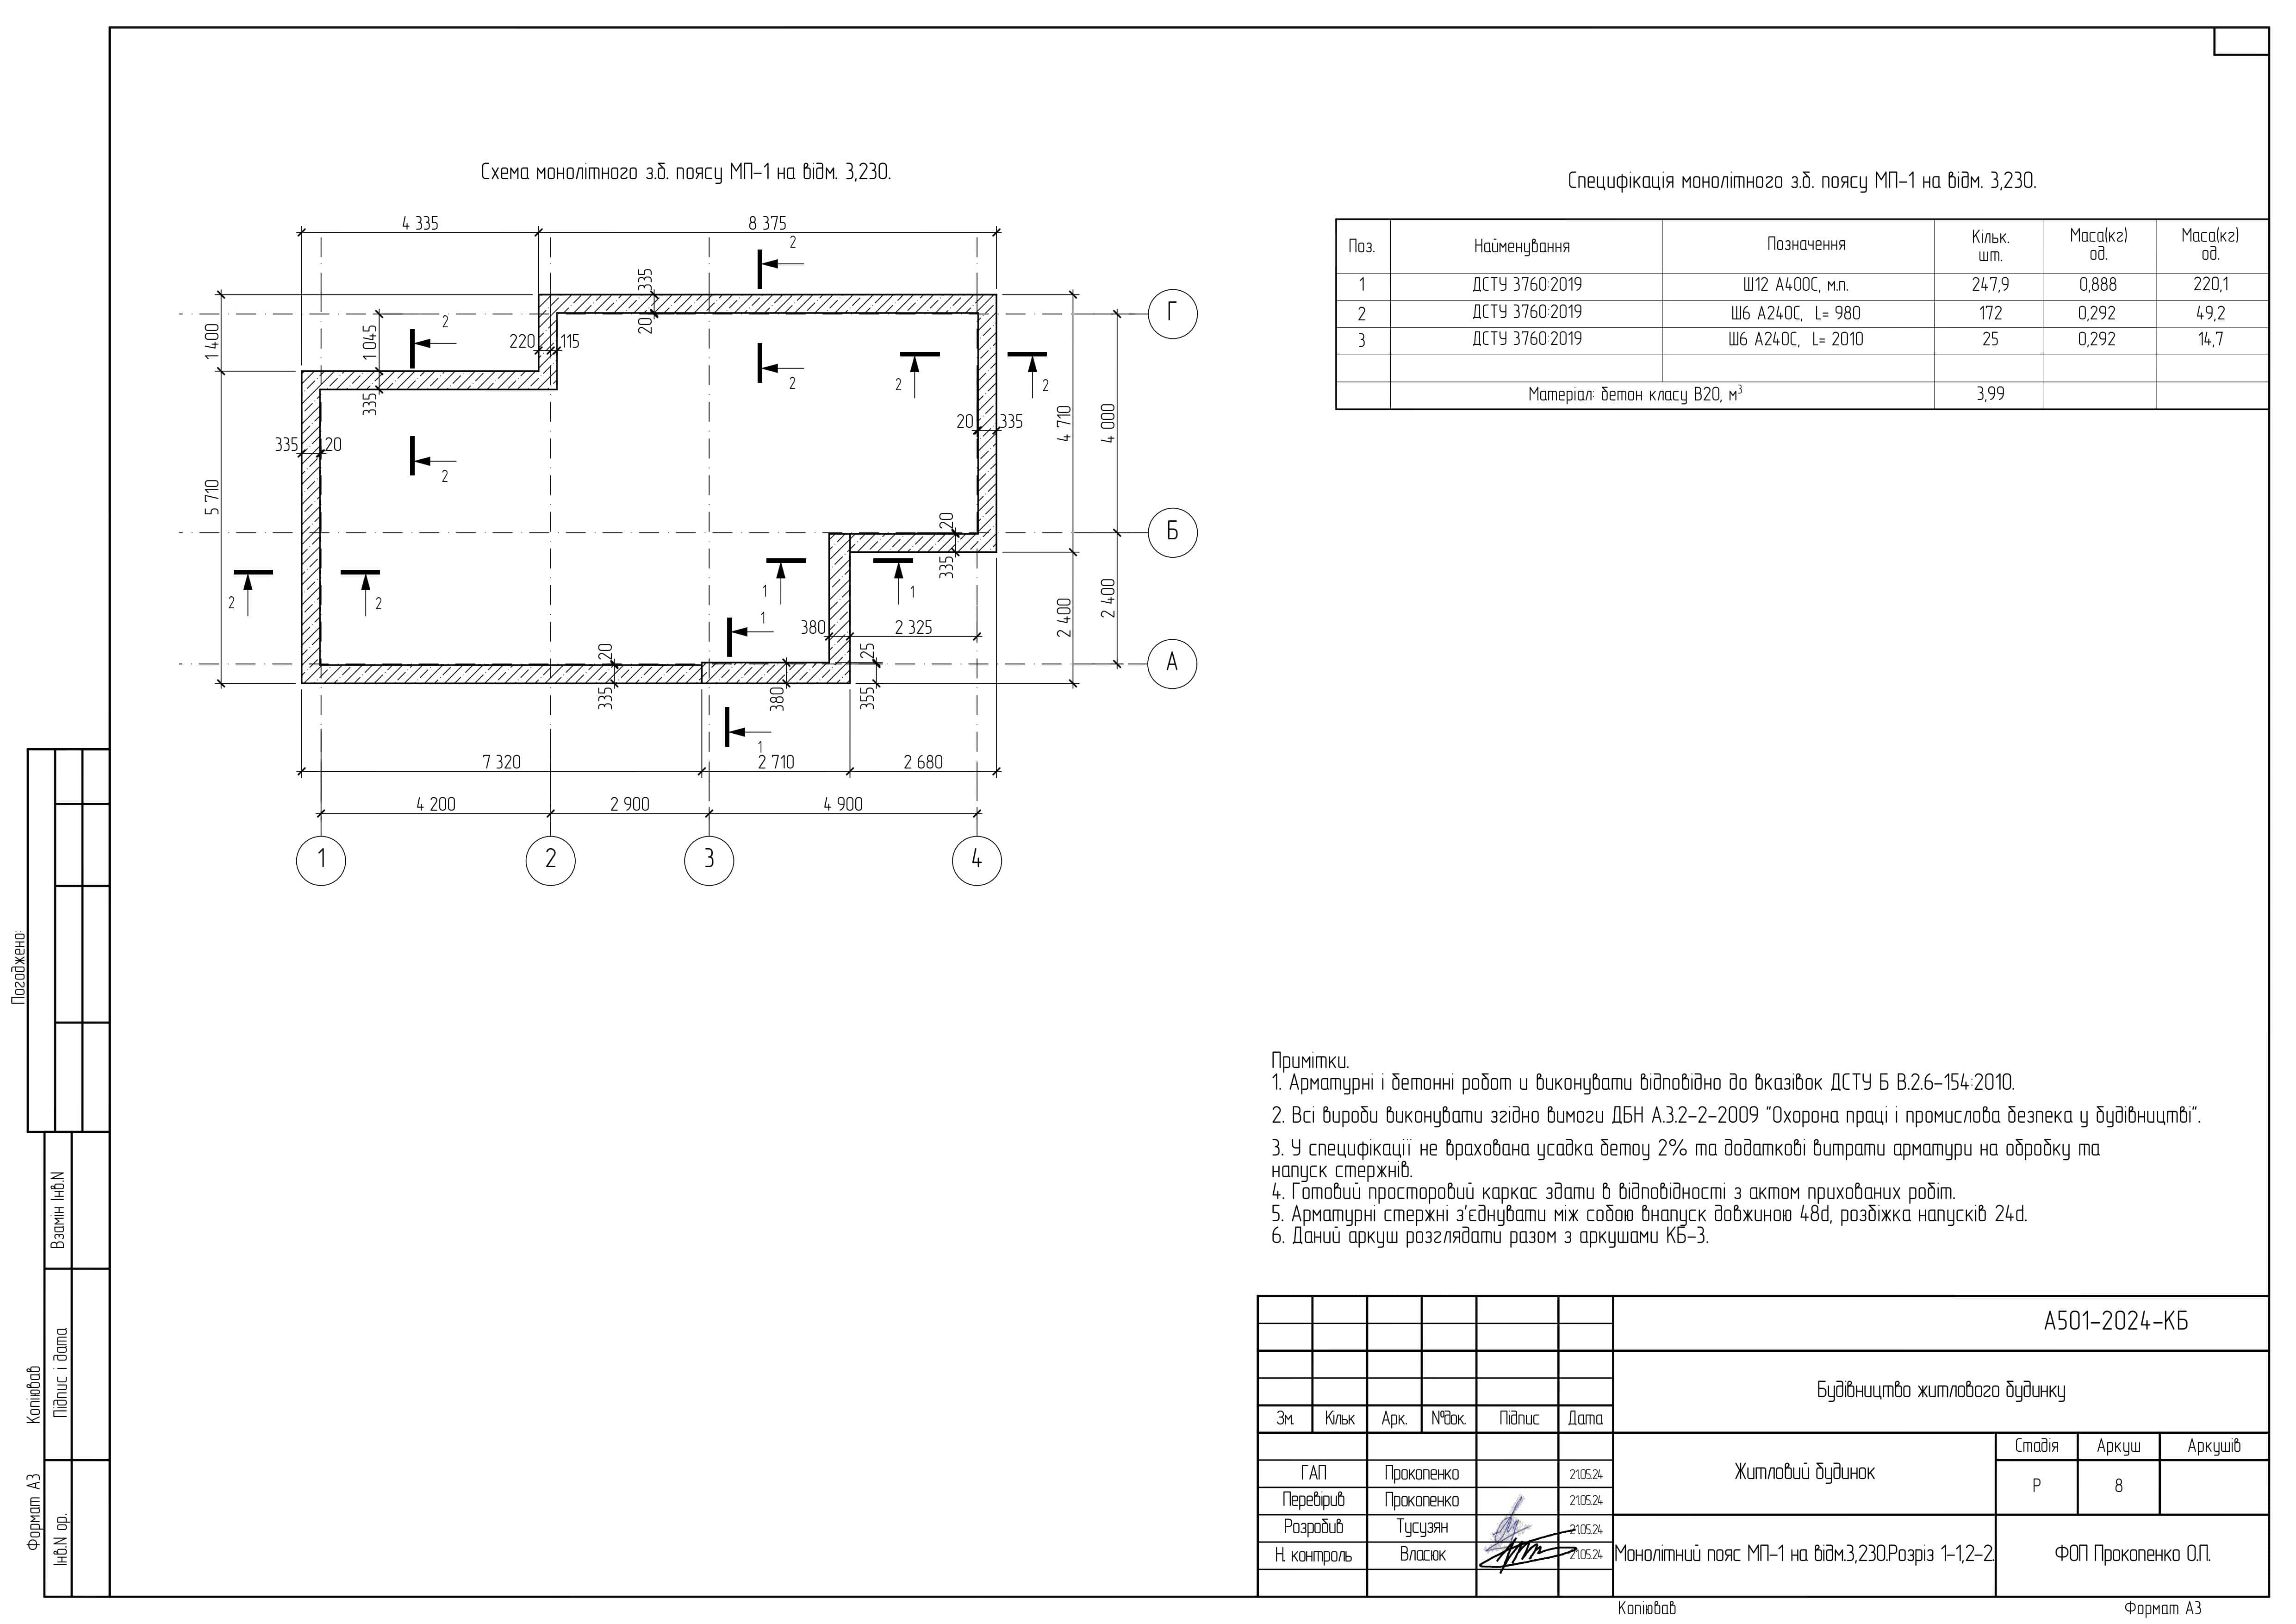 Схема монолітного з.б. поясу МП-1 на відм. 3,230.
4 335
8 375
2
335
20
1 400
1 045
2
220
115
335
2
2
2
335
20
2
20
335
4 710
4 000
5 710
20
335
2
2
1
1
1
380
2 325
2 400
2 400
20
335
380
25
355
1
7 320
2 710
2 680
4 200
2 900
4 900
Г
Б
А
1
2
3
4
Специфікація монолітного з.б. поясу МП-1 на відм. 3,230.
Поз. Найменування Позначення Кільк. шт. Маса(кг) од. Маса(кг) од.
1 ДСТУ 3760:2019 Ш12 А400С, м.п. 247,9 0,888 220,1
2 ДСТУ 3760:2019 Ш6 А240С, L= 980 172 0,292 49,2
3 ДСТУ 3760:2019 Ш6 А240С, L= 2010 25 0,292 14,7
Матеріал: бетон класу В20, м³ 3,99
Примітки.
1. Арматурні і бетонні робот и виконувати відповідно до вказівок ДСТУ Б В.2.6-154:2010.
2. Всі вироби виконувати згідно вимоги ДБН А.3.2-2-2009 "Охорона праці і промислова безпека у будівництві".
3. У специфікації не врахована усадка бетоу 2% та додаткові витрати арматури на обробку та
напуск стержнів.
4. Готовий просторовий каркас здати в відповідності з актом прихованих робіт.
5. Арматурні стержні з'єднувати між собою внапуск довжиною 48d, розбіжка напусків 24d.
6. Даний аркуш розглядати разом з аркушами КБ-3.
А501-2024-КБ
Будівництво житлового будинку
Зм. Кільк Арк. №док. Підпис Дата
Житловий будинок
Стадія Аркуш Аркушів
Р 8
ГАП Прокопенко 21.05.24
Перевірив Прокопенко 21.05.24
Розробив Тусузян 21.05.24
Н. контроль Власюк 21.05.24
Монолітний пояс МП-1 на відм.3,230.Розріз 1-1,2-2.
ФОП Прокопенко О.П.
Копіював
Формат А3
Погоджено:
Взамін Інв.N
Підпис і дата
Інв.N ор.
Копіював
Формат А3